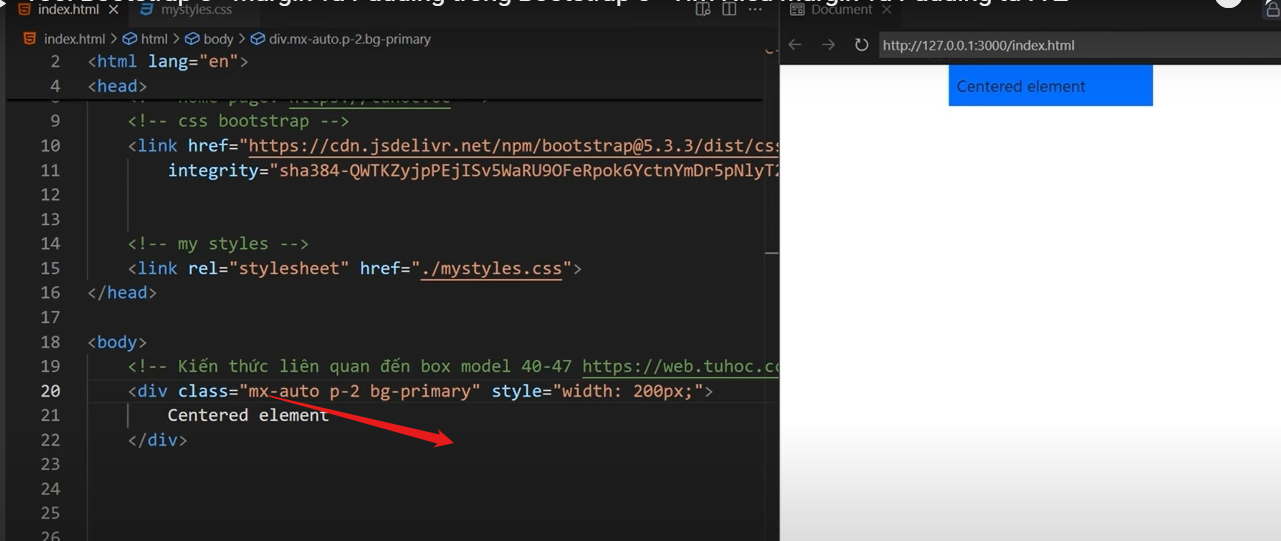 index.html
mystyles.css
Document
index.html > html > body > div.mx-auto.p-2.bg-primary
http://127.0.0.1:3000/index.html
2 <html lang="en">
4 <head>
9 <!-- css bootstrap -->
10 <link href="https://cdn.jsdelivr.net/npm/bootstrap@5.3.3/dist/css
11 integrity="sha384-QWTKZyjpPEjISv5WaRU9OFeRpok6YctnYmDr5pNlyT2
12
13
14 <!-- my styles -->
15 <link rel="stylesheet" href="./mystyles.css">
16 </head>
17
18 <body>
19 <!-- Kiến thức liên quan đến box model 40-47 https://web.tuhoc.cc
20 <div class="mx-auto p-2 bg-primary" style="width: 200px;">
21 Centered element
22 </div>
23
24
25
26
Centered element